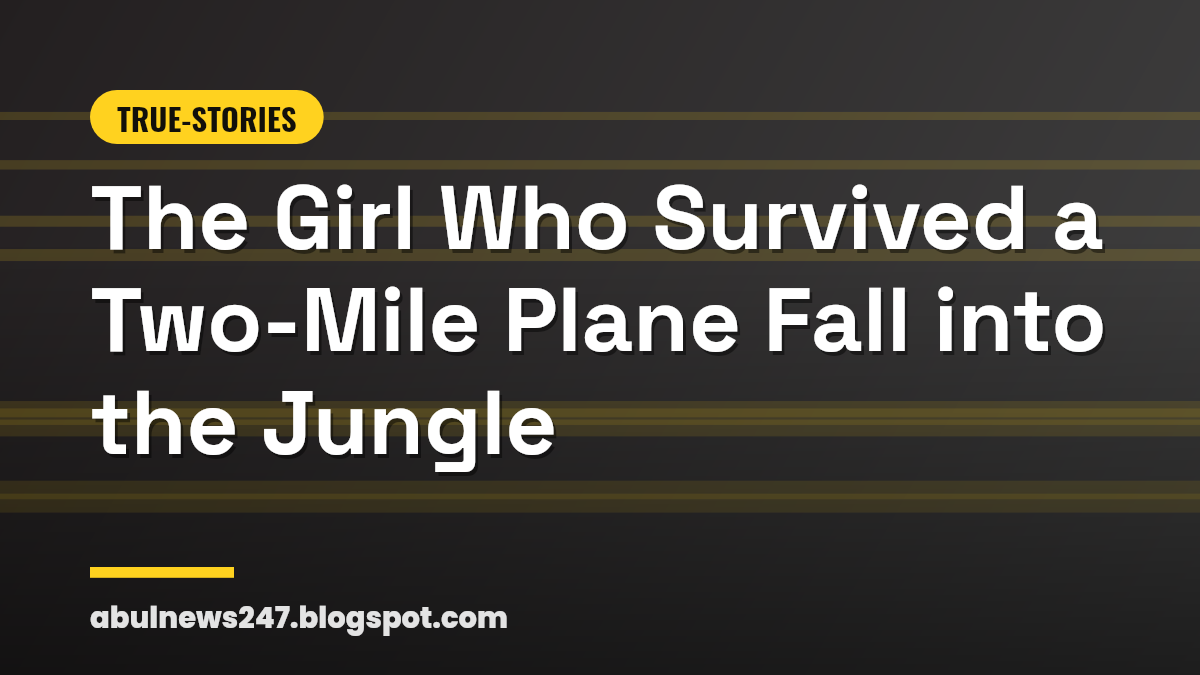 TRUE-STORIES
The Girl Who Survived a
Two-Mile Plane Fall into
the Jungle
abulnews247.blogspot.com